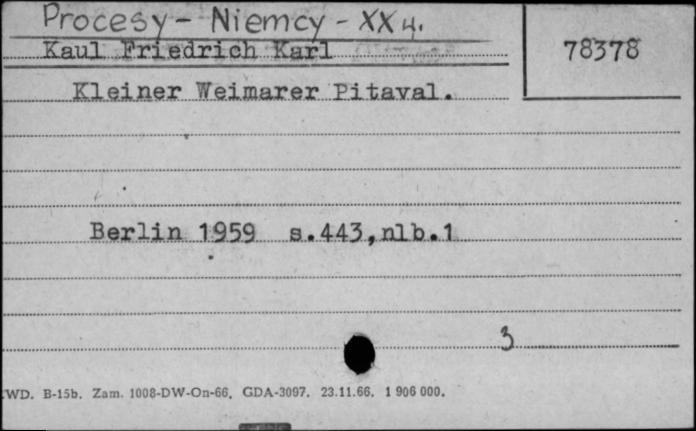 Procesy - Niemcy - XX w.
Kaul Friedrich Karl
78378
Kleiner Weimarer Pitaval.
Berlin 1959 s.443,nlb.1
3
WD. B-15b. Zam. 1008-DW-On-66. GDA-3097. 23.11.66. 1 906 000.